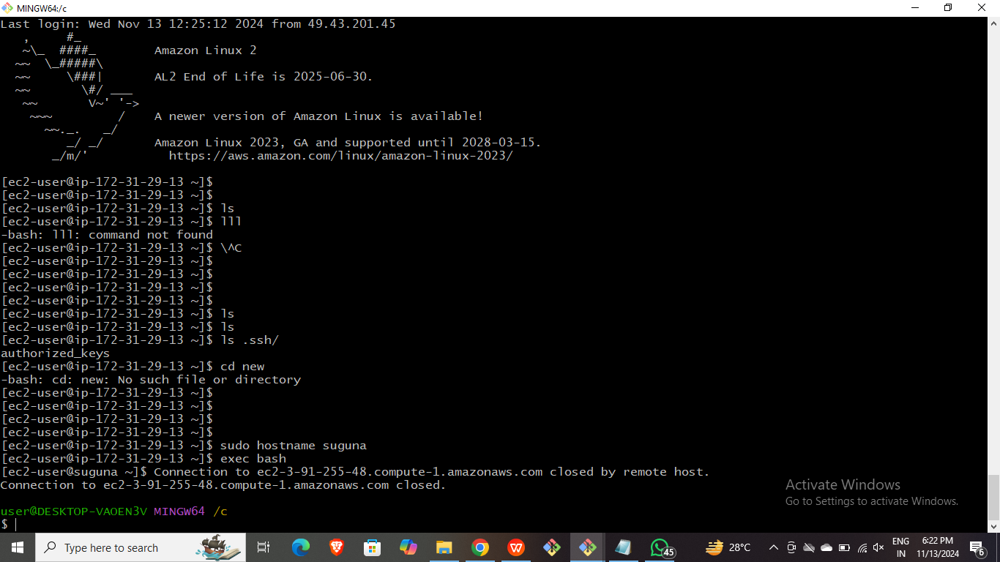 MINGW64:/c
Last login: Wed Nov 13 12:25:12 2024 from 49.43.201.45
   ,     #_
   ~\_  ####_        Amazon Linux 2
  ~~  \_#####\
  ~~     \###|       AL2 End of Life is 2025-06-30.
  ~~       \#/ ___
   ~~       V~' '->
    ~~~         /    A newer version of Amazon Linux is available!
      ~~._.   _/
         _/ _/       Amazon Linux 2023, GA and supported until 2028-03-15.
       _/m/'           https://aws.amazon.com/linux/amazon-linux-2023/
[ec2-user@ip-172-31-29-13 ~]$
[ec2-user@ip-172-31-29-13 ~]$
[ec2-user@ip-172-31-29-13 ~]$ ls
[ec2-user@ip-172-31-29-13 ~]$ lll
-bash: lll: command not found
[ec2-user@ip-172-31-29-13 ~]$ \^C
[ec2-user@ip-172-31-29-13 ~]$
[ec2-user@ip-172-31-29-13 ~]$
[ec2-user@ip-172-31-29-13 ~]$
[ec2-user@ip-172-31-29-13 ~]$
[ec2-user@ip-172-31-29-13 ~]$ ls
[ec2-user@ip-172-31-29-13 ~]$ ls
[ec2-user@ip-172-31-29-13 ~]$ ls .ssh/
authorized_keys
[ec2-user@ip-172-31-29-13 ~]$ cd new
-bash: cd: new: No such file or directory
[ec2-user@ip-172-31-29-13 ~]$
[ec2-user@ip-172-31-29-13 ~]$
[ec2-user@ip-172-31-29-13 ~]$
[ec2-user@ip-172-31-29-13 ~]$
[ec2-user@ip-172-31-29-13 ~]$ sudo hostname suguna
[ec2-user@ip-172-31-29-13 ~]$ exec bash
[ec2-user@suguna ~]$ Connection to ec2-3-91-255-48.compute-1.amazonaws.com closed by remote host.
Connection to ec2-3-91-255-48.compute-1.amazonaws.com closed.
user@DESKTOP-VAOEN3V MINGW64 /c
$
Activate Windows
Go to Settings to activate Windows.
Type here to search
45
28°C
ENG
IN
6:22 PM
11/13/2024
6